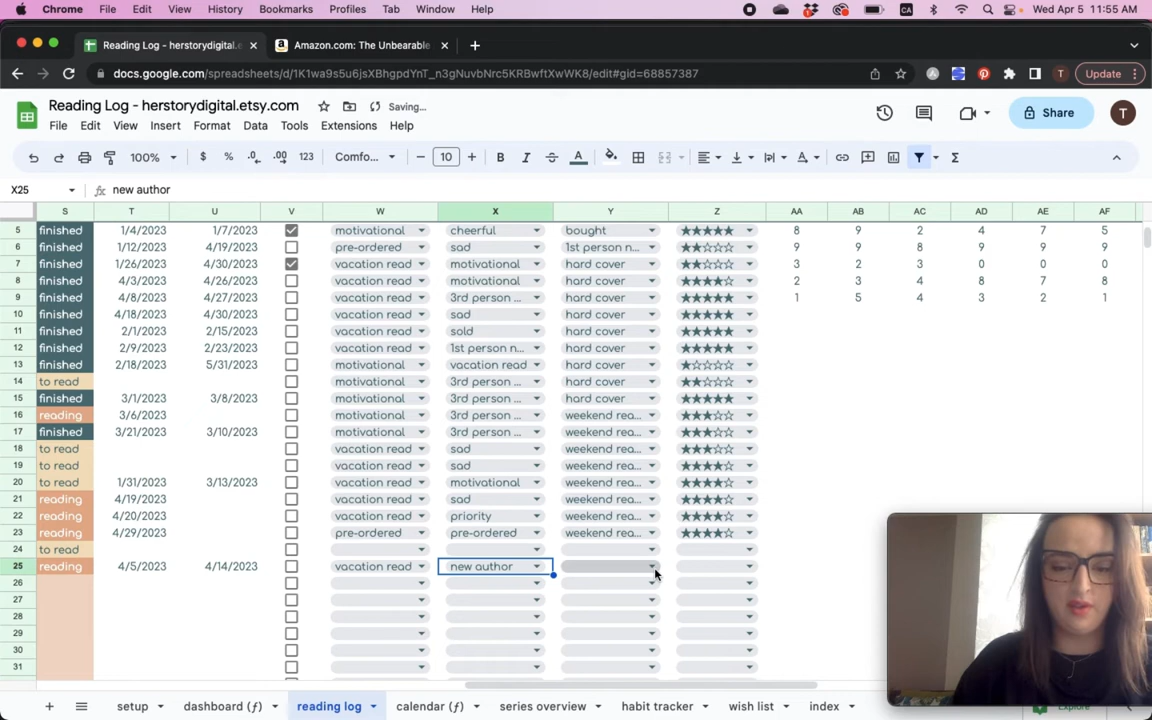 Chrome File Edit View History Bookmarks Profiles Tab Window Help CA Wed Apr 5 11:55 AM
Reading Log - herstorydigital.e Amazon.com: The Unbearable
docs.google.com/spreadsheets/d/1K1wa9s5u6jsXBhgpdYnT_n3gNuvbNrc5KRBwftXwWK8/edit#gid=68857387 T Update
Reading Log - herstorydigital.etsy.com Saving...
File Edit View Insert Format Data Tools Extensions Help Share T
100% $ % .0 .00 123 Comfo... 10 B I A
X25 fx new author
S T U V W X Y Z AA AB AC AD AE AF
5 finished 1/4/2023 1/7/2023 motivational cheerful bought ★★★★★ 8 9 2 4 7 5
6 finished 1/12/2023 4/19/2023 pre-ordered sad 1st person n... ★★☆☆☆ 9 9 8 9 9 9
7 finished 1/26/2023 4/30/2023 vacation read motivational hard cover ★★☆☆☆ 3 2 3 0 0 0
8 finished 4/3/2023 4/26/2023 vacation read motivational hard cover ★★★★★ 2 3 4 8 7 8
9 finished 4/8/2023 4/27/2023 vacation read 3rd person ... hard cover ★★★★★ 1 5 4 3 2 1
10 finished 4/18/2023 4/30/2023 vacation read sad hard cover ★★★★★
11 finished 2/1/2023 2/15/2023 vacation read sold hard cover ★★★★★
12 finished 2/9/2023 2/23/2023 vacation read 1st person n... hard cover ★★★★★
13 finished 2/18/2023 5/31/2023 motivational vacation read hard cover ★☆☆☆☆
14 to read motivational 3rd person ... hard cover ★★☆☆☆
15 finished 3/1/2023 3/8/2023 motivational 3rd person ... hard cover ★★★★★
16 reading 3/6/2023 motivational 3rd person ... weekend rea... ★★★☆☆
17 finished 3/21/2023 3/10/2023 motivational 3rd person ... weekend rea... ★★★☆☆
18 to read vacation read sad weekend rea... ★★★★☆
19 to read vacation read sad weekend rea... ★★★★☆
20 to read 1/31/2023 3/13/2023 vacation read motivational weekend rea... ★★★★☆
21 reading 4/19/2023 vacation read sad weekend rea... ★★★★☆
22 reading 4/20/2023 vacation read priority weekend rea... ★★★★☆
23 reading 4/29/2023 pre-ordered pre-ordered weekend rea... ★★★★☆
24 to read
25 reading 4/5/2023 4/14/2023 vacation read new author
26
27
28
29
30
31
setup dashboard (ƒ) reading log calendar (ƒ) series overview habit tracker wish list index Explore